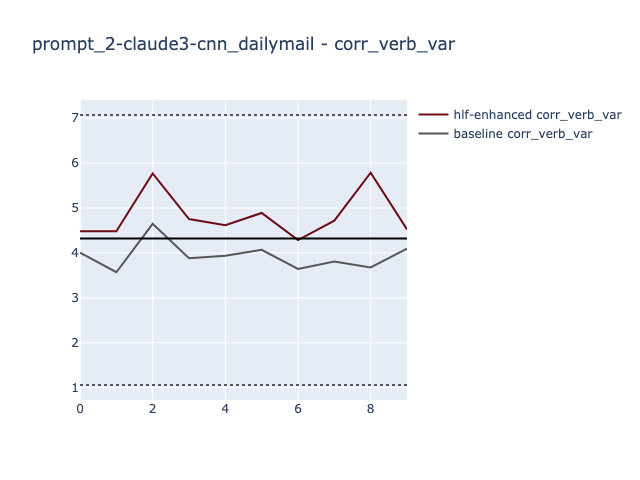 prompt_2-claude3-cnn_dailymail - corr_verb_var
hlf-enhanced corr_verb_var
baseline corr_verb_var
7
6
5
4
3
2
1
0 2 4 6 8